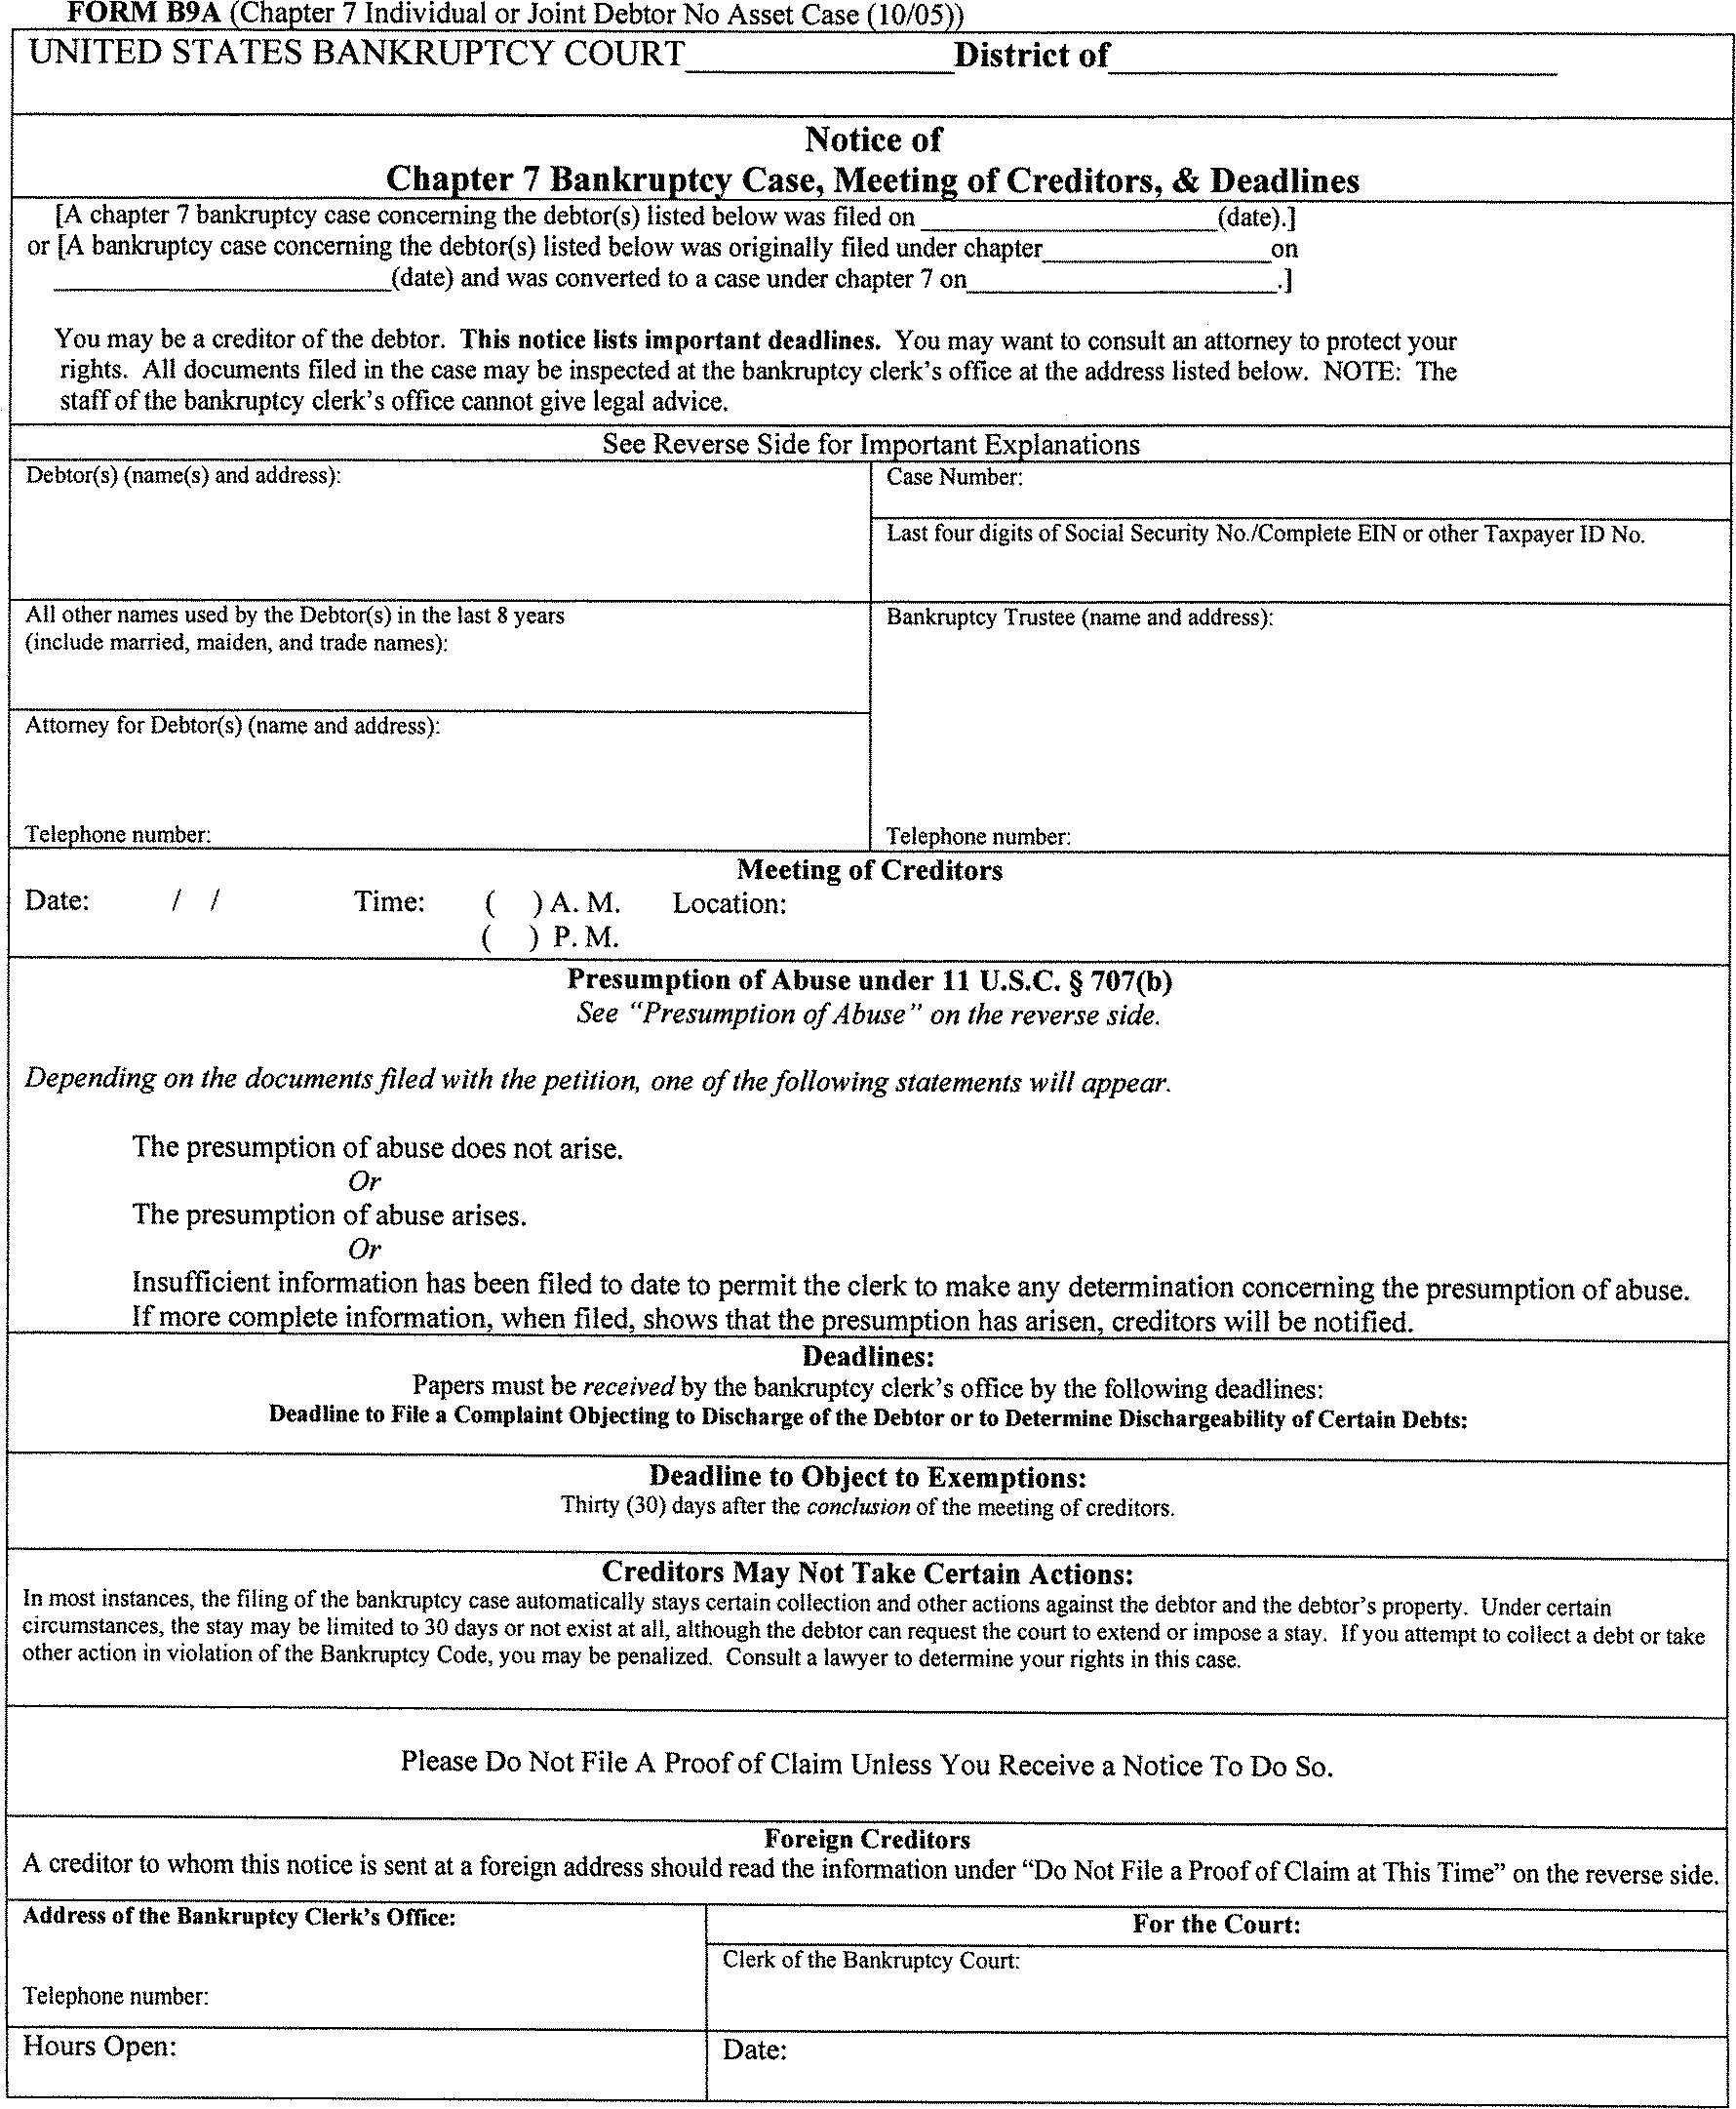 FORM B9A (Chapter 7 Individual or Joint Debtor No Asset Case (10/05))
UNITED STATES BANKRUPTCY COURT______________District of______________
Notice of
Chapter 7 Bankruptcy Case, Meeting of Creditors, & Deadlines
[A chapter 7 bankruptcy case concerning the debtor(s) listed below was filed on ______________(date).]
or [A bankruptcy case concerning the debtor(s) listed below was originally filed under chapter______________on
______________(date) and was converted to a case under chapter 7 on______________.]
You may be a creditor of the debtor. This notice lists important deadlines. You may want to consult an attorney to protect your
rights. All documents filed in the case may be inspected at the bankruptcy clerk's office at the address listed below. NOTE: The
staff of the bankruptcy clerk's office cannot give legal advice.
See Reverse Side for Important Explanations
Debtor(s) (name(s) and address):
Case Number:
Last four digits of Social Security No./Complete EIN or other Taxpayer ID No.
All other names used by the Debtor(s) in the last 8 years
(include married, maiden, and trade names):
Bankruptcy Trustee (name and address):
Attorney for Debtor(s) (name and address):
Telephone number:
Telephone number:
Meeting of Creditors
Date: / / Time: ( ) A. M. Location:
( ) P. M.
Presumption of Abuse under 11 U.S.C. § 707(b)
See "Presumption of Abuse" on the reverse side.
Depending on the documents filed with the petition, one of the following statements will appear.
The presumption of abuse does not arise.
Or
The presumption of abuse arises.
Or
Insufficient information has been filed to date to permit the clerk to make any determination concerning the presumption of abuse.
If more complete information, when filed, shows that the presumption has arisen, creditors will be notified.
Deadlines:
Papers must be received by the bankruptcy clerk's office by the following deadlines:
Deadline to File a Complaint Objecting to Discharge of the Debtor or to Determine Dischargeability of Certain Debts:
Deadline to Object to Exemptions:
Thirty (30) days after the conclusion of the meeting of creditors.
Creditors May Not Take Certain Actions:
In most instances, the filing of the bankruptcy case automatically stays certain collection and other actions against the debtor and the debtor's property. Under certain
circumstances, the stay may be limited to 30 days or not exist at all, although the debtor can request the court to extend or impose a stay. If you attempt to collect a debt or take
other action in violation of the Bankruptcy Code, you may be penalized. Consult a lawyer to determine your rights in this case.
Please Do Not File A Proof of Claim Unless You Receive a Notice To Do So.
Foreign Creditors
A creditor to whom this notice is sent at a foreign address should read the information under "Do Not File a Proof of Claim at This Time" on the reverse side.
Address of the Bankruptcy Clerk's Office:
For the Court:
Clerk of the Bankruptcy Court:
Telephone number:
Hours Open:
Date: